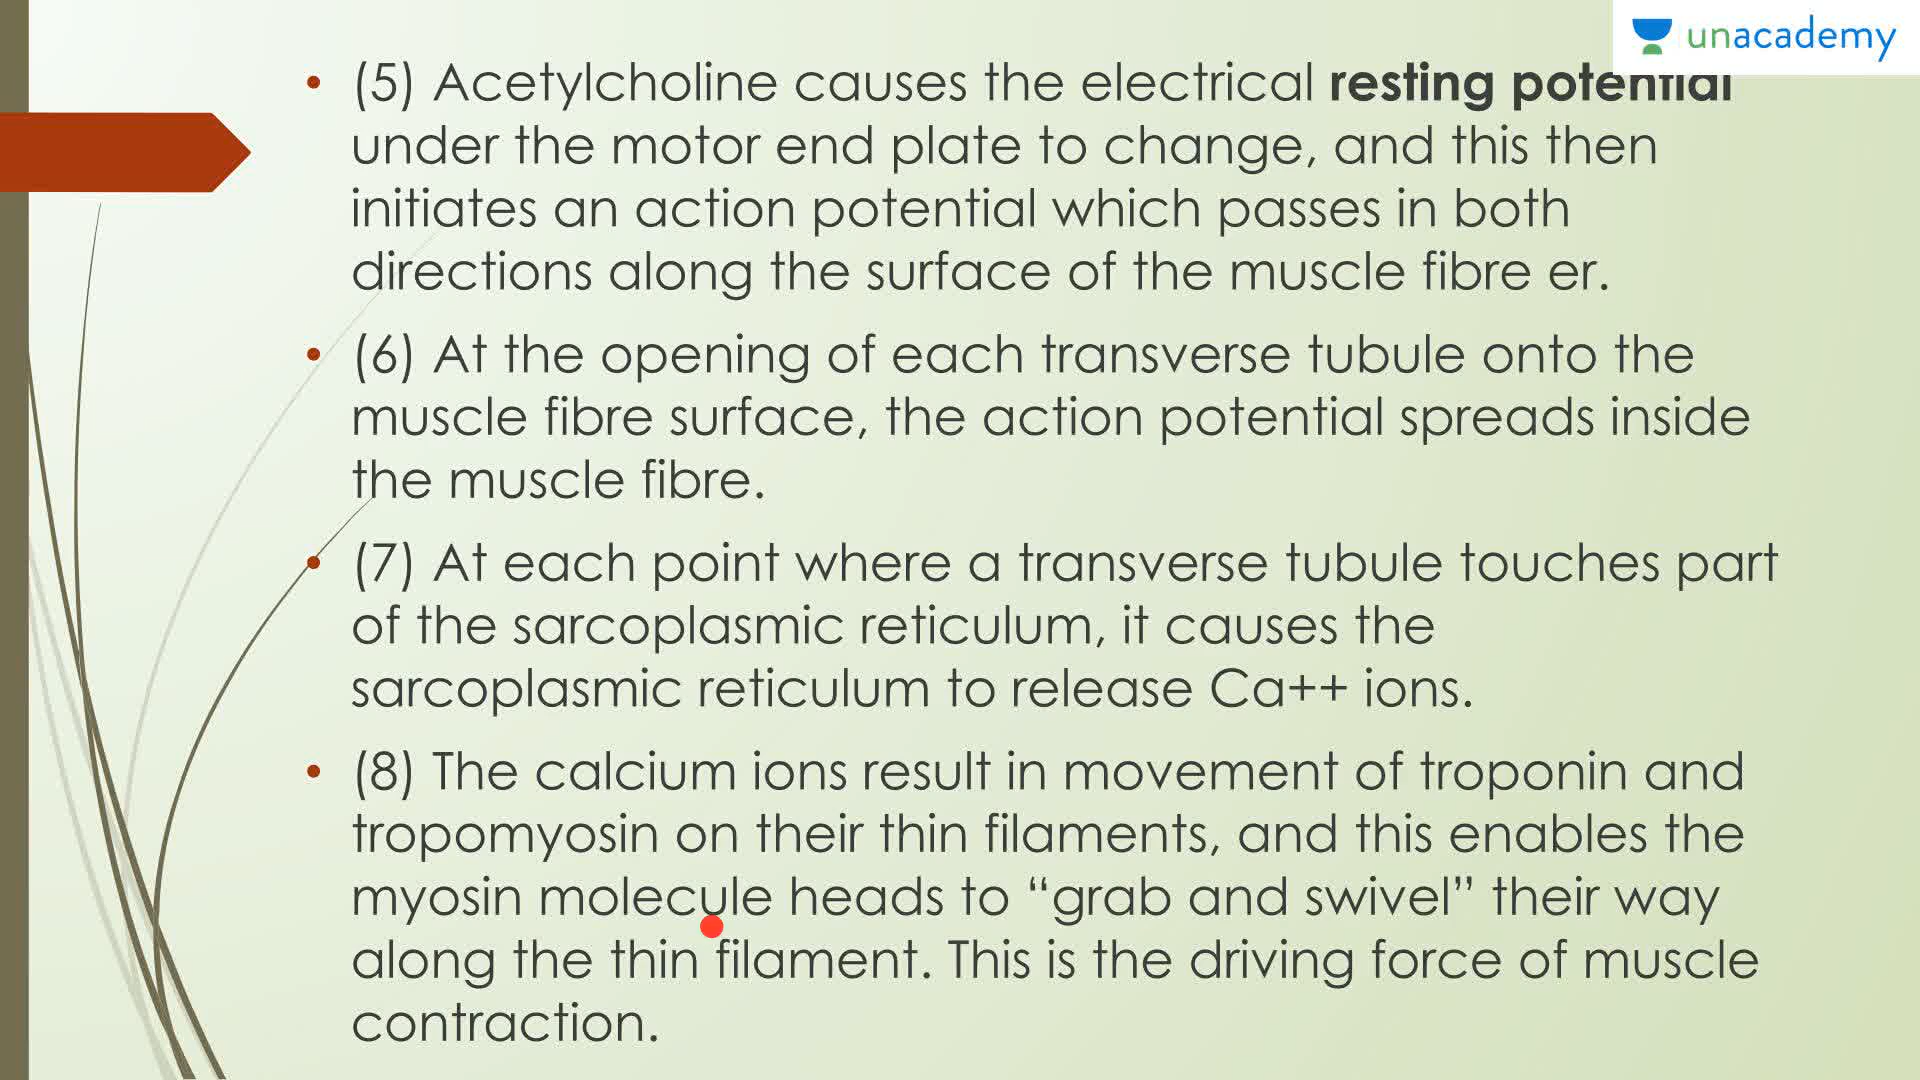 unacademy
• (5) Acetylcholine causes the electrical resting potential
under the motor end plate to change, and this then
initiates an action potential which passes in both
directions along the surface of the muscle fibre er.
• (6) At the opening of each transverse tubule onto the
muscle fibre surface, the action potential spreads inside
the muscle fibre.
• (7) At each point where a transverse tubule touches part
of the sarcoplasmic reticulum, it causes the
sarcoplasmic reticulum to release Ca++ ions.
• (8) The calcium ions result in movement of troponin and
tropomyosin on their thin filaments, and this enables the
myosin molecule heads to “grab and swivel” their way
along the thin filament. This is the driving force of muscle
contraction.